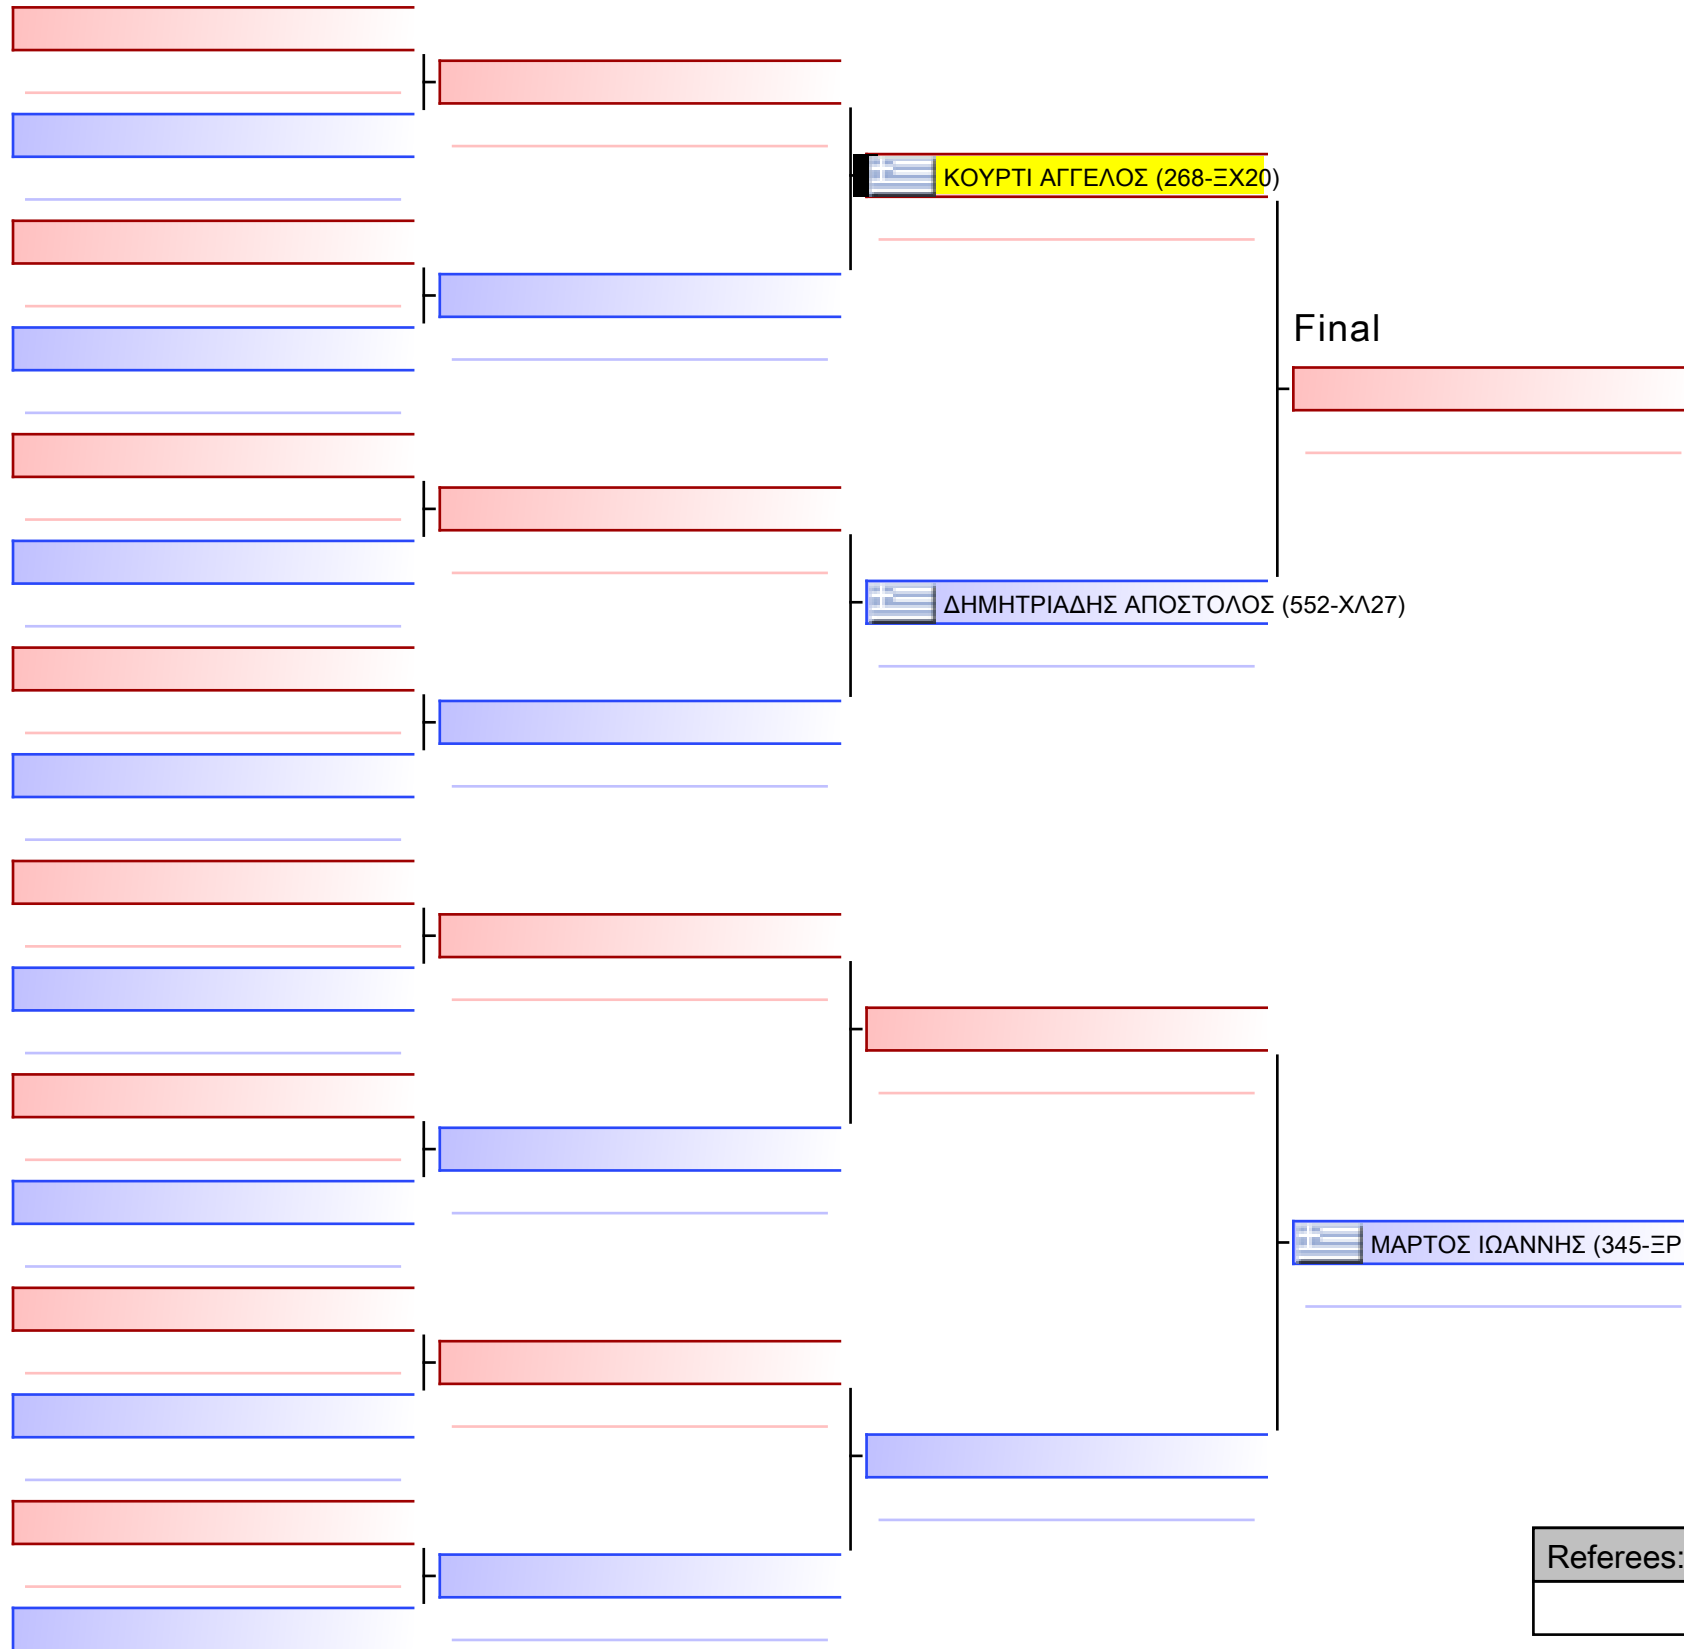 ΚΟΥΡΤΙ ΑΓΓΕΛΟΣ (268-ΞΧ20)
Final
ΔΗΜΗΤΡΙΑΔΗΣ ΑΠΟΣΤΟΛΟΣ (552-ΧΛ27)
ΜΑΡΤΟΣ ΙΩΑΝΝΗΣ (345-ΞΡ
Referees: